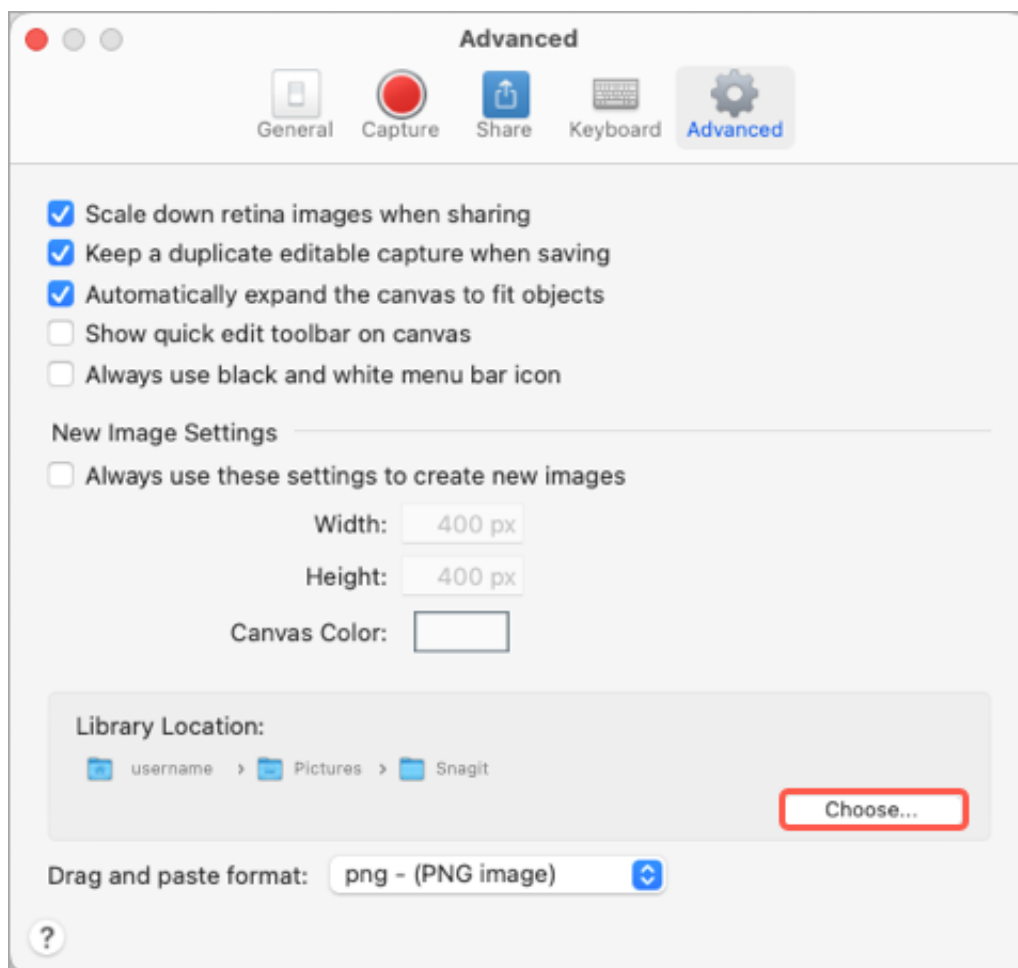 Advanced
General Capture Share Keyboard Advanced
Scale down retina images when sharing
Keep a duplicate editable capture when saving
Automatically expand the canvas to fit objects
Show quick edit toolbar on canvas
Always use black and white menu bar icon
New Image Settings
Always use these settings to create new images
Width: 400 px
Height: 400 px
Canvas Color:
Library Location:
username › Pictures › Snagit
Choose...
Drag and paste format: png - (PNG image)
?